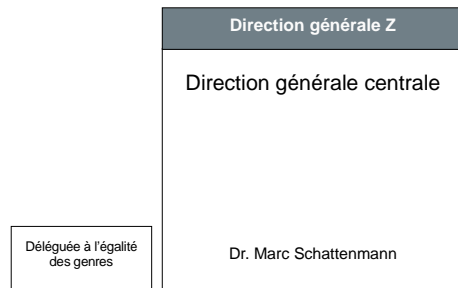 Direction générale Z
Direction générale centrale
Déléguée à l'égalité
des genres
Dr. Marc Schattenmann